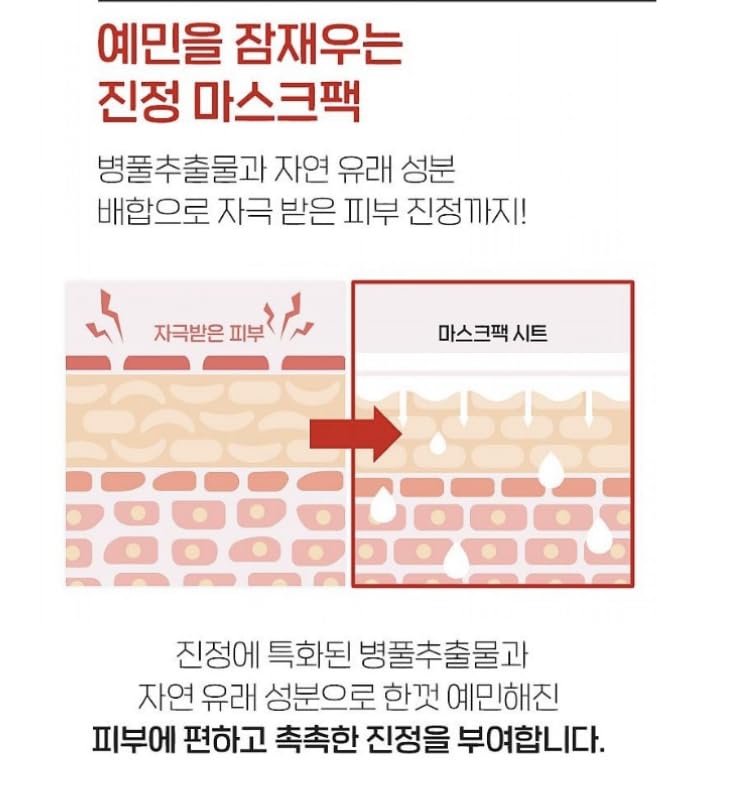 예민을 잠재우는
진정 마스크팩
병풀추출물과 자연 유래 성분
배합으로 자극 받은 피부 진정까지!
자극받은 피부
마스크팩 시트
진정에 특화된 병풀추출물과
자연 유래 성분으로 한껏 예민해진
피부에 편하고 촉촉한 진정을 부여합니다.